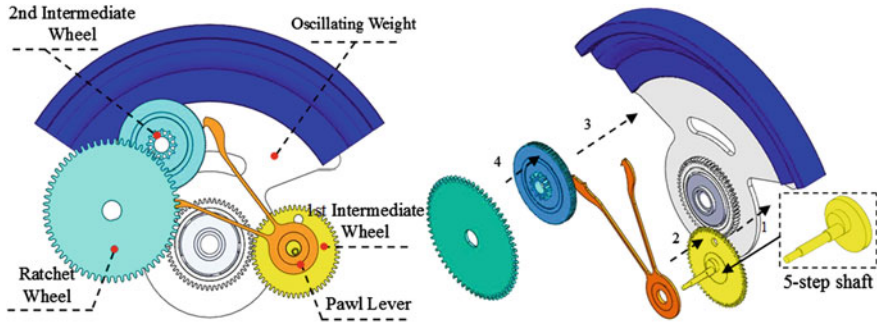 2nd Intermediate
Wheel
Oscillating Weight
1st Intermediate
Wheel
Ratchet
Wheel
Pawl Lever
3
4
1
2
5-step shaft